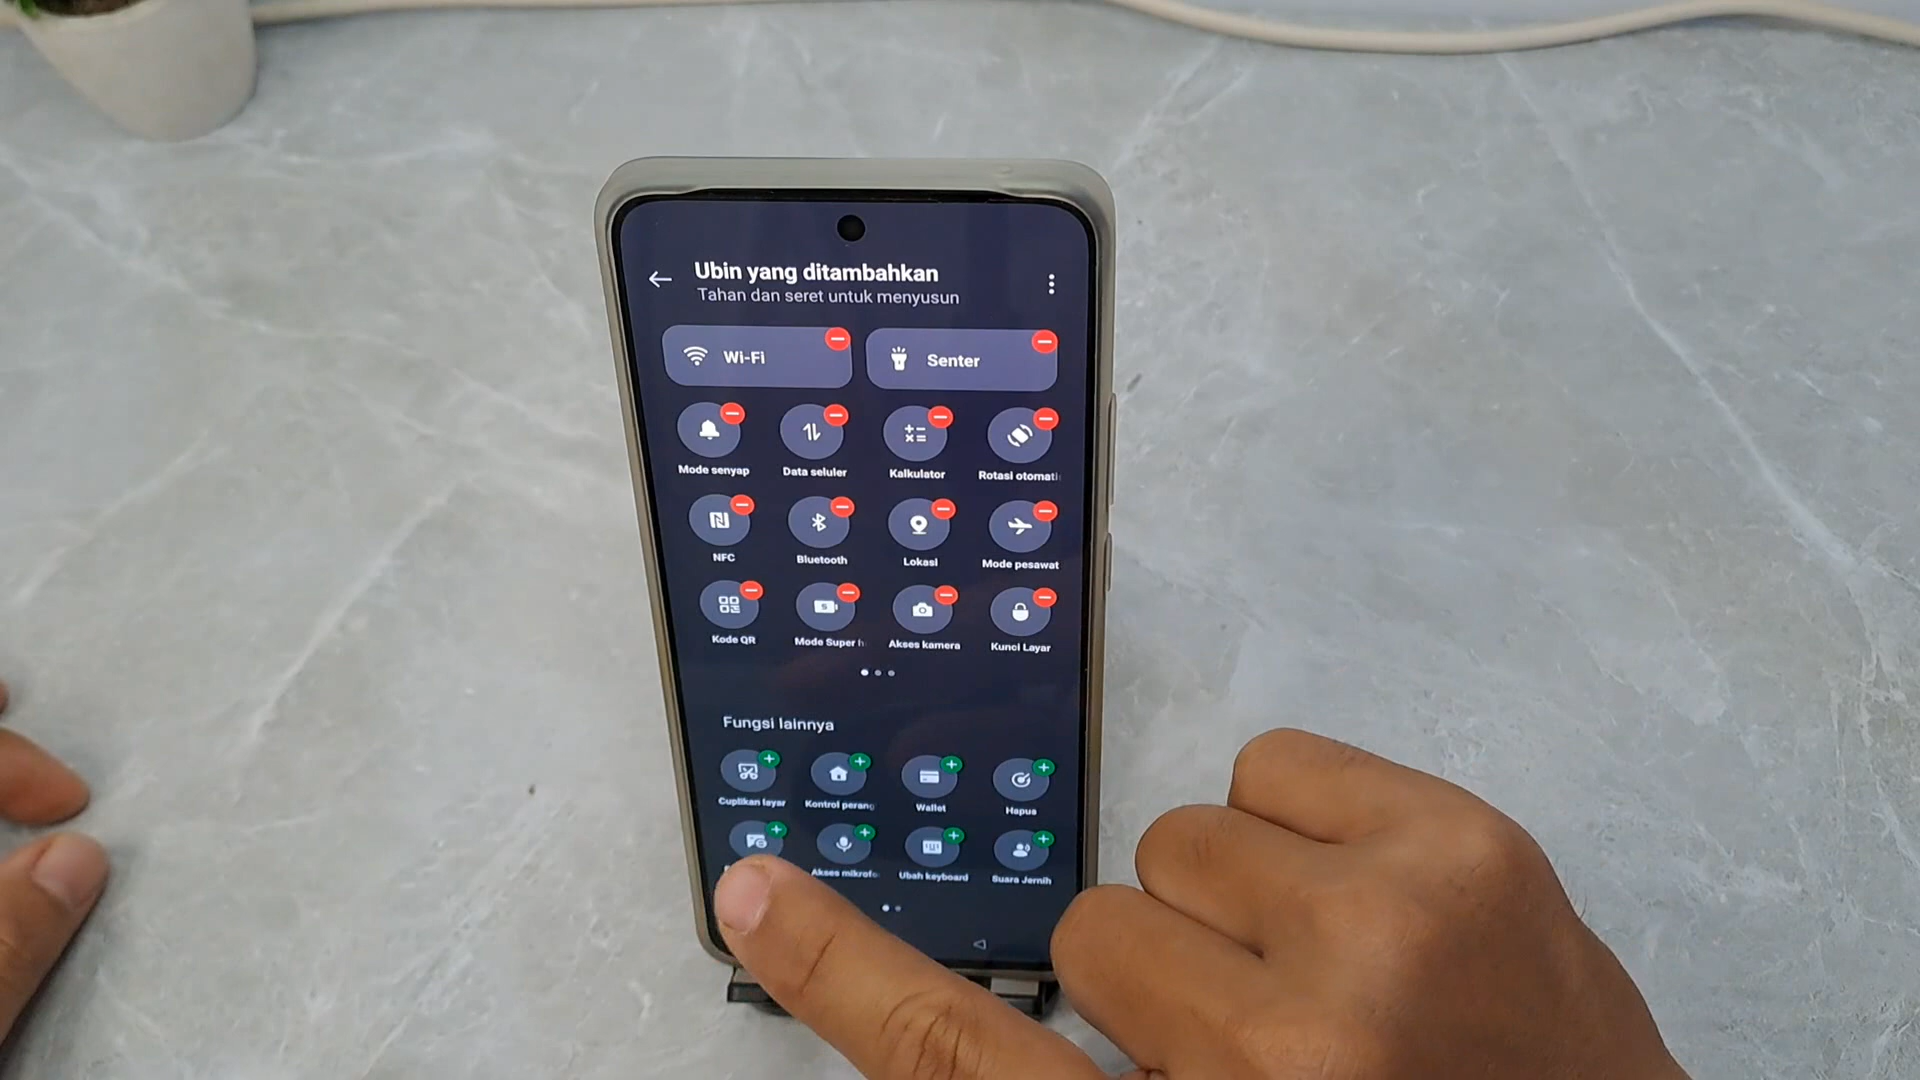 Ubin yang ditambahkan
Tahan dan seret untuk menyusun
Wi-Fi
Senter
Mode senyap
Data seluler
Kalkulator
Rotasi otomati
NFC
Bluetooth
Lokasi
Mode pesawat
Kode QR
Mode Super h
Akses kamera
Kunci Layar
Fungsi lainnya
Cuplikan layar
Kontrol perang
Wallet
Hapus
Akses mikrofo
Ubah keyboard
Suara Jernih